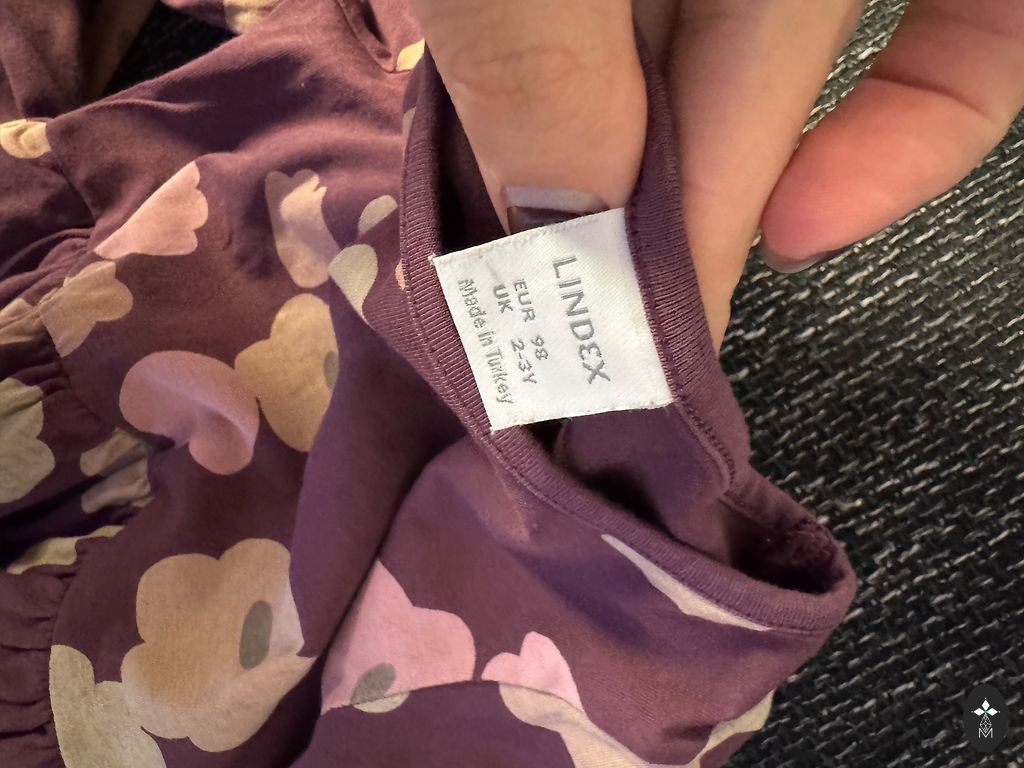 LINDEX
EUR 98
UK 2-3Y
Made in Turkey
M